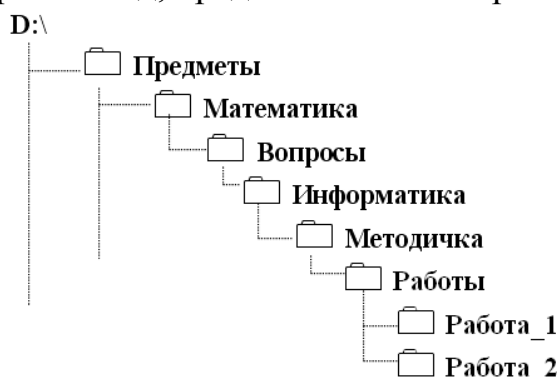 D:\
Предметы
Математика
Вопросы
Информатика
Методичка
Работы
Работа_1
Работа_2